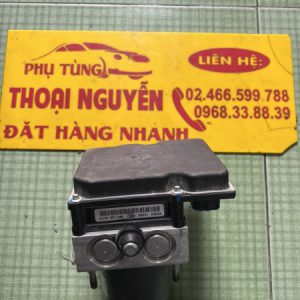 PHỤ TÙNG
THOẠI NGUYỄN
ĐẶT HÀNG NHANH
LIÊN HỆ:
02.466.599.788
0968.33.88.39